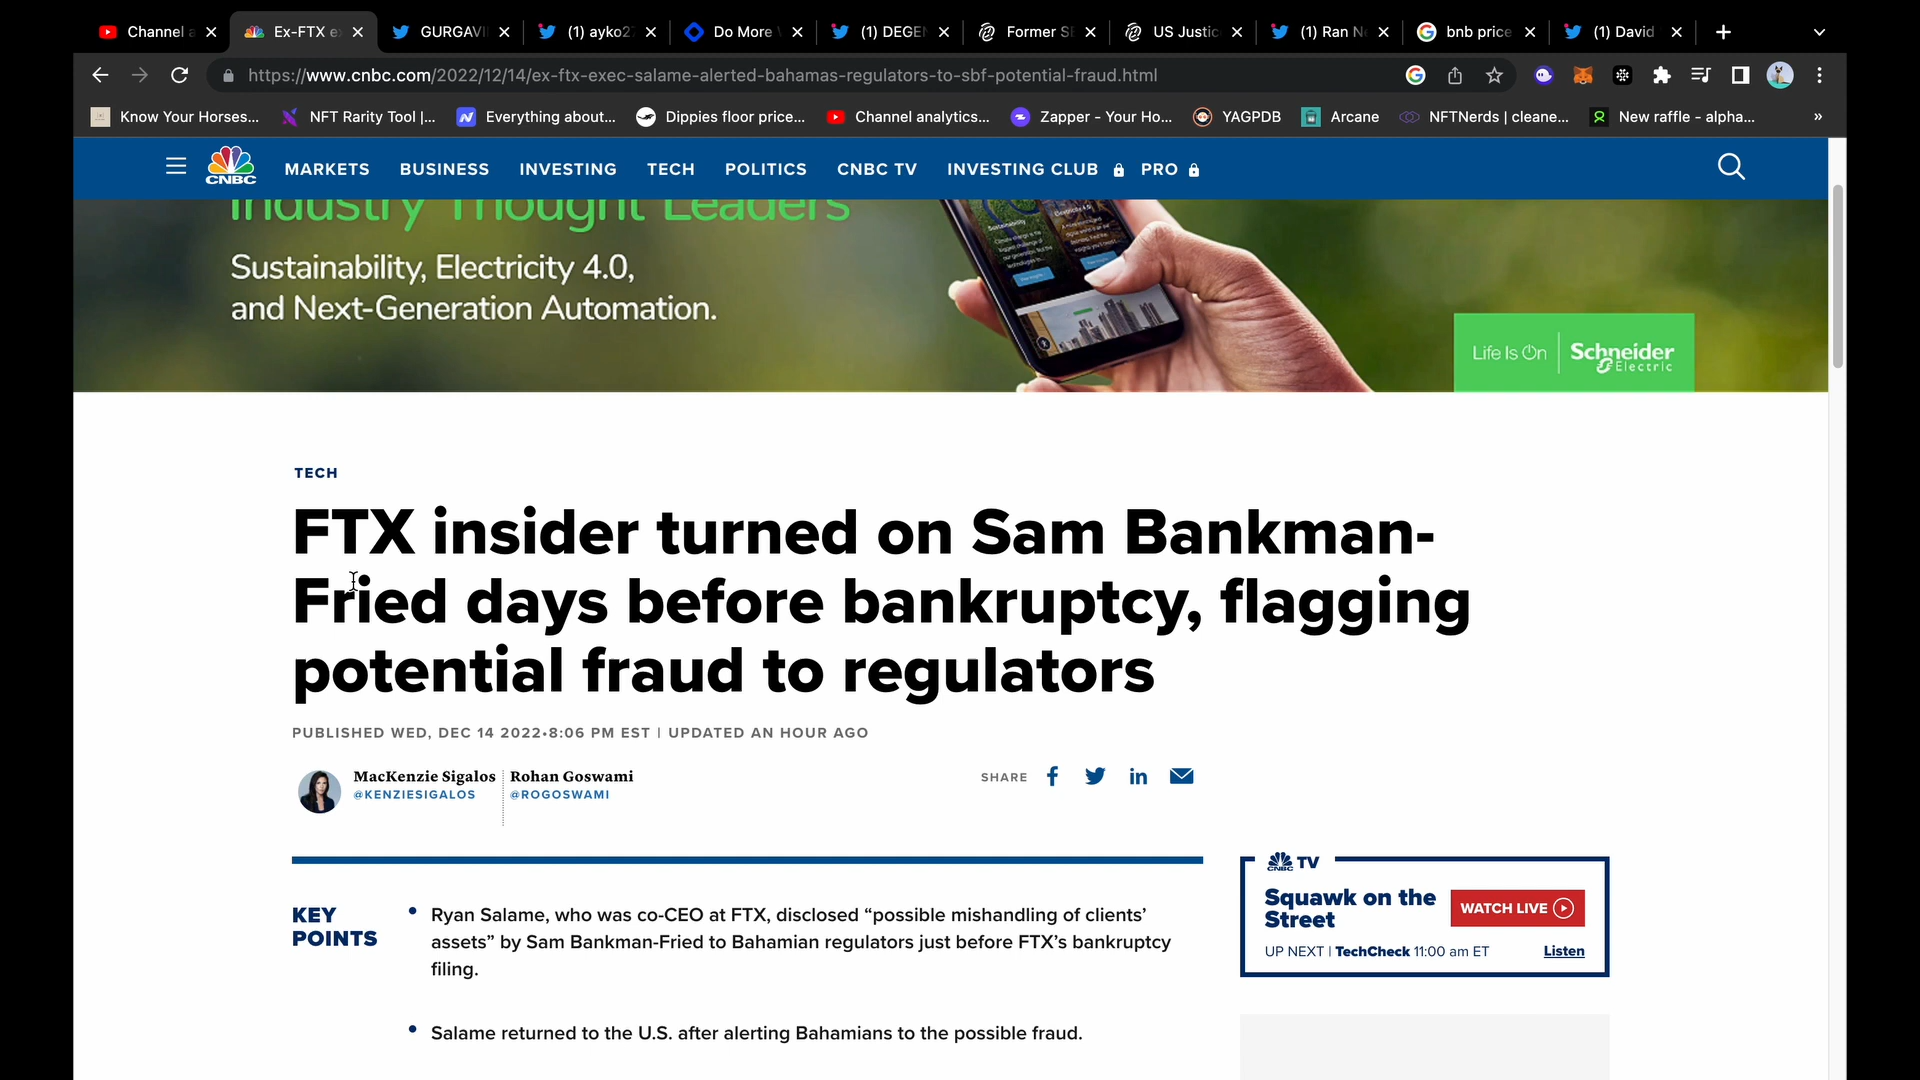 Channel a
Ex-FTX ex
GURGAVI
(1) ayko2
Do More
(1) DEGEN
Former S
US Justic
(1) Ran N
bnb price
(1) David
https://www.cnbc.com/2022/12/14/ex-ftx-exec-salame-alerted-bahamas-regulators-to-sbf-potential-fraud.html
Know Your Horses...
NFT Rarity Tool |...
Everything about...
Dippies floor price...
Channel analytics...
Zapper - Your Ho...
YAGPDB
Arcane
NFTNerds | cleane...
New raffle - alpha...
»
CNBC
MARKETS
BUSINESS
INVESTING
TECH
POLITICS
CNBC TV
INVESTING CLUB
PRO
Industry Thought Leaders
Sustainability, Electricity 4.0,
and Next-Generation Automation.
Life Is On
Schneider
Electric
TECH
FTX insider turned on Sam Bankman-
Fried days before bankruptcy, flagging
potential fraud to regulators
PUBLISHED WED, DEC 14 2022•8:06 PM EST | UPDATED AN HOUR AGO
MacKenzie Sigalos
@KENZIESIGALOS
Rohan Goswami
@ROGOSWAMI
SHARE
KEY
POINTS
• Ryan Salame, who was co-CEO at FTX, disclosed “possible mishandling of clients’
assets” by Sam Bankman-Fried to Bahamian regulators just before FTX’s bankruptcy
filing.
• Salame returned to the U.S. after alerting Bahamians to the possible fraud.
CNBC TV
Squawk on the
Street
WATCH LIVE
UP NEXT | TechCheck 11:00 am ET
Listen